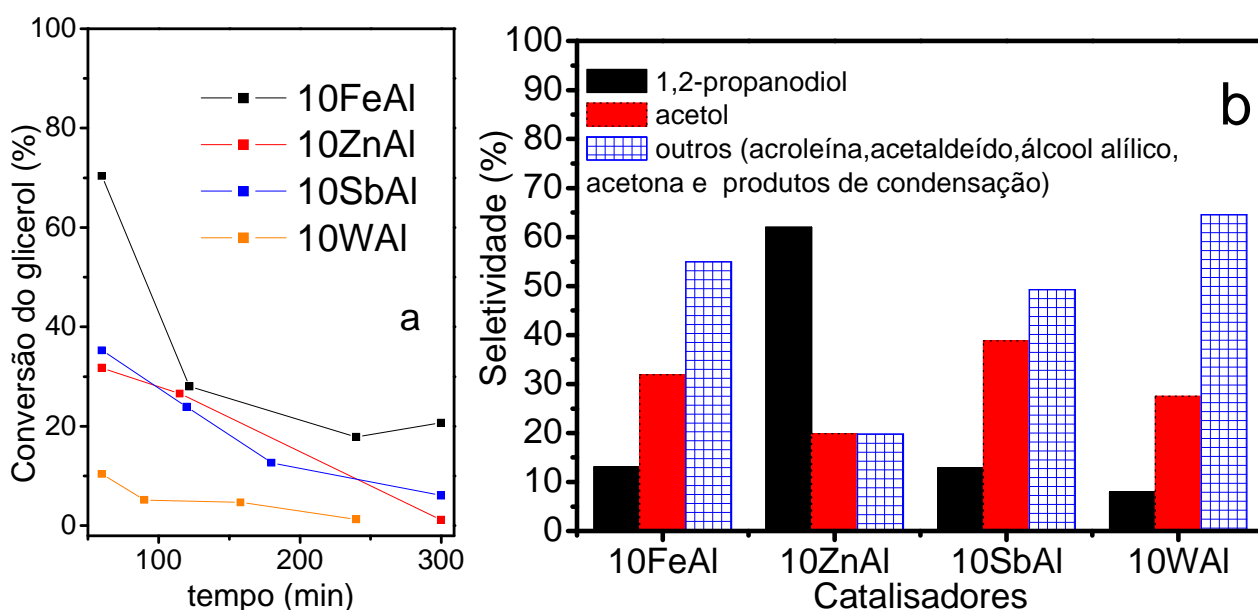 Conversão do glicerol (%)
100
80
60
40
20
0
10FeAl
10ZnAl
10SbAl
10WAl
a
100
200
300
tempo (min)
Seletividade (%)
100
90
80
70
60
50
40
30
20
10
0
1,2-propanodiol
acetol
outros (acroleína,acetaldeído,álcool alílico,
acetona e produtos de condensação)
b
10FeAl
10ZnAl
10SbAl
10WAl
Catalisadores